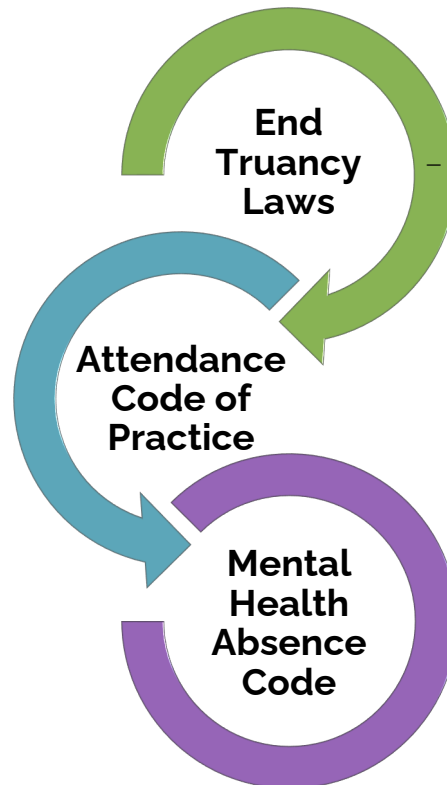 End
Truancy
Laws
Attendance
Code of
Practice
Mental
Health
Absence
Code